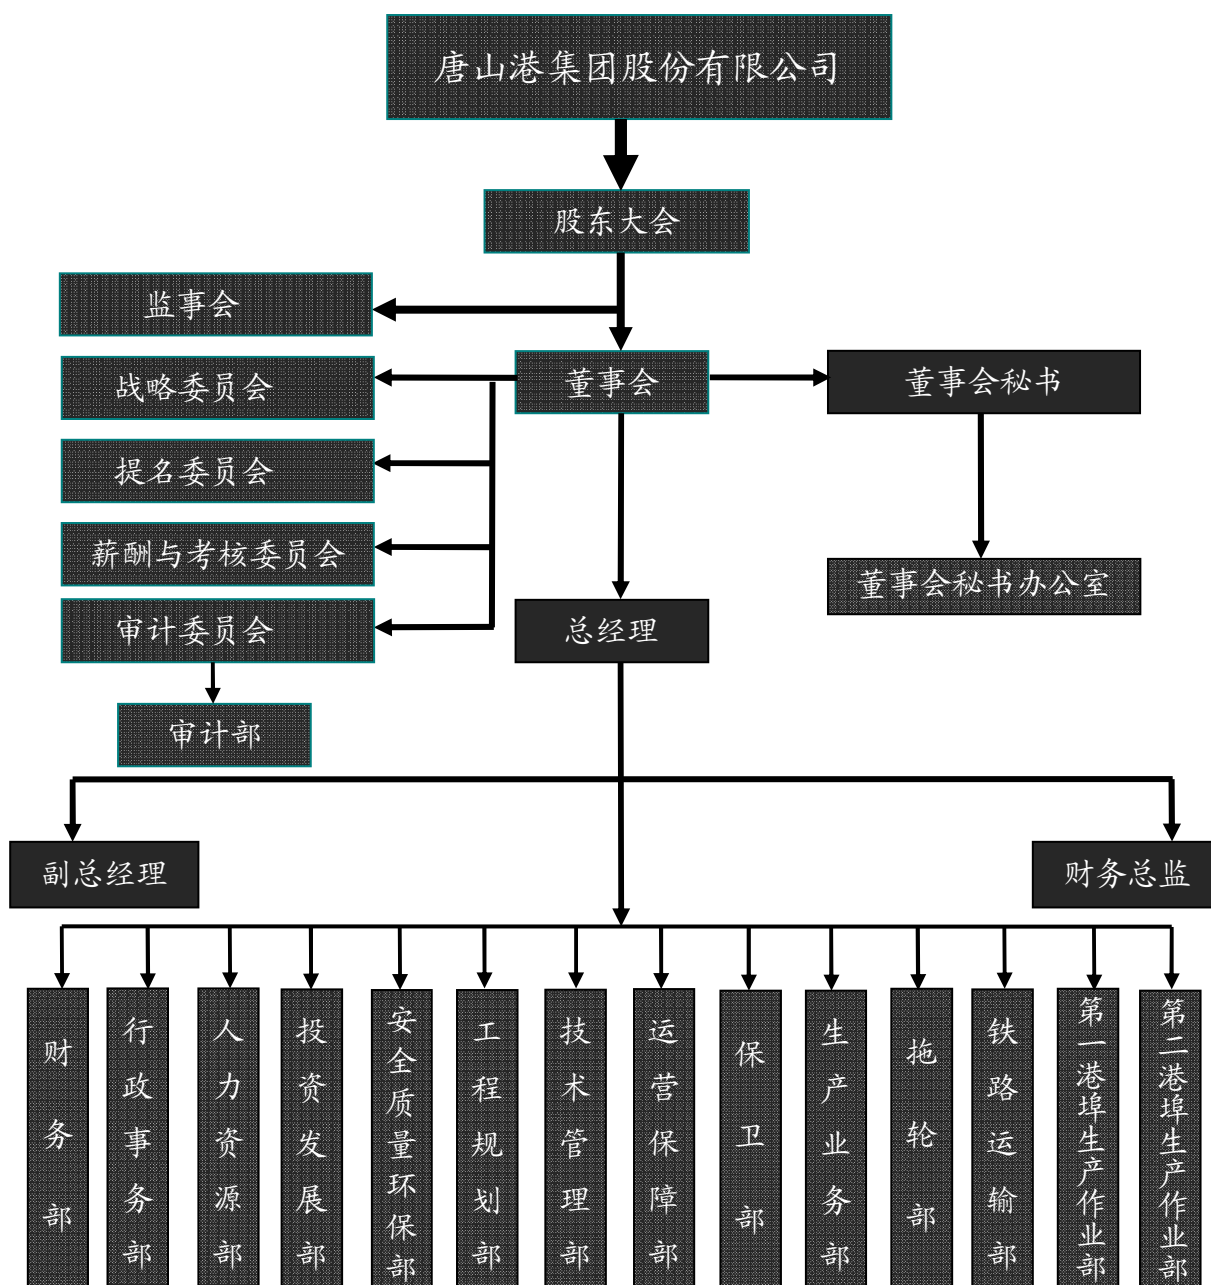 唐山港集团股份有限公司
股东大会
监事会
战略委员会
董事会
董事会秘书
提名委员会
薪酬与考核委员会
董事会秘书办公室
审计委员会
总经理
审计部
副总经理
财务总监
财务部
行政事务部
人力资源部
投资发展部
安全质量环保部
工程规划部
技术管理部
运营保障部
保卫部
生产业务部
拖轮部
铁路运输部
第一港埠生产作业部
第二港埠生产作业部